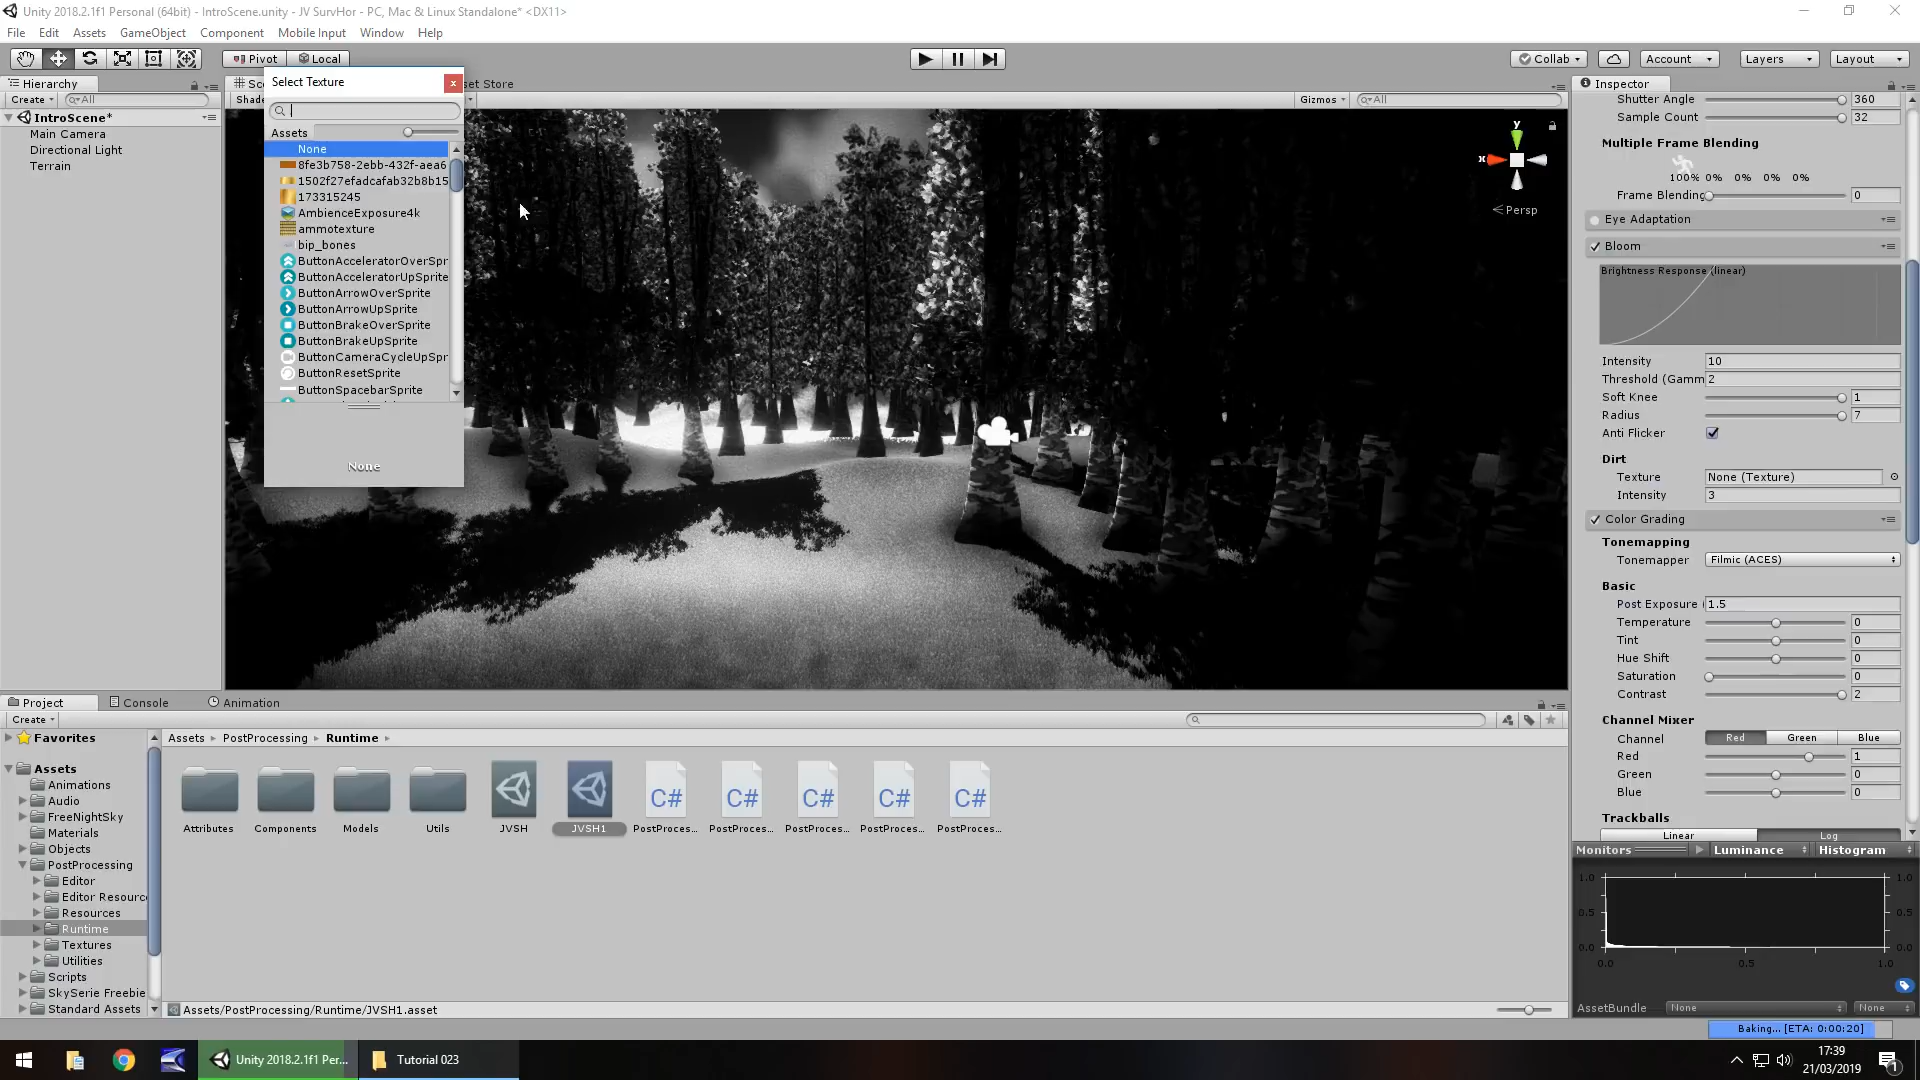 Unity 2018.2.1f1 Personal (64bit) - IntroScene.unity - JV SurvHor - PC, Mac & Linux Standalone* <DX11>
File Edit Assets GameObject Component Mobile Input Window Help
Pivot Local
Collab Account Layers Layout
Hierarchy
Create All
IntroScene*
Main Camera
Directional Light
Terrain
Select Texture
Assets
None
8fe3b758-2ebb-432f-aea6
1502f27efadcafab32b8b15
173315245
AmbienceExposure4k
ammotexture
bip_bones
ButtonAcceleratorOverSpr
ButtonAcceleratorUpSprite
ButtonArrowOverSprite
ButtonArrowUpSprite
ButtonBrakeOverSprite
ButtonBrakeUpSprite
ButtonCameraCycleUpSpr
ButtonResetSprite
ButtonSpacebarSprite
None
Gizmos All
y
x
Persp
Inspector
Shutter Angle 360
Sample Count 32
Multiple Frame Blending
100% 0% 0% 0% 0%
Frame Blending 0
Eye Adaptation
Bloom
Brightness Response (linear)
Intensity 10
Threshold (Gamm 2
Soft Knee 1
Radius 7
Anti Flicker
Dirt
Texture None (Texture)
Intensity 3
Color Grading
Tonemapping
Tonemapper Filmic (ACES)
Basic
Post Exposure ( 1.5
Temperature 0
Tint 0
Hue Shift 0
Saturation 0
Contrast 2
Channel Mixer
Channel Red Green Blue
Red 1
Green 0
Blue 0
Trackballs
Linear Log
Monitors Luminance Histogram
1.0 1.0
0.5 0.5
0.0 0.0
0.0 0.5 1.0
AssetBundle None None
Baking... [ETA: 0:00:20]
Project Console Animation
Create
Favorites
Assets
Animations
Audio
FreeNightSky
Materials
Objects
PostProcessing
Editor
Editor Resourc
Resources
Runtime
Textures
Utilities
Scripts
SkySerie Freebie
Standard Assets
Assets PostProcessing Runtime
Attributes Components Models Utils JVSH JVSH1 PostProces... PostProces... PostProces... PostProces... PostProces...
C# C# C# C# C#
Assets/PostProcessing/Runtime/JVSH1.asset
Unity 2018.2.1f1 Per... Tutorial 023
17:39
21/03/2019
1